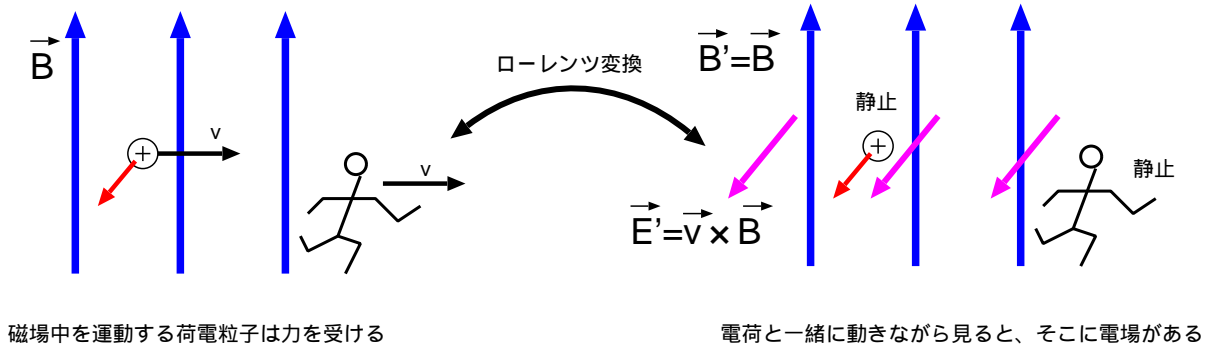 B
+
v
v
磁場中を運動する荷電粒子は力を受ける
ローレンツ変換
B'=B
静止
+
静止
E'=v×B
電荷と一緒に動きながら見ると、そこに電場がある